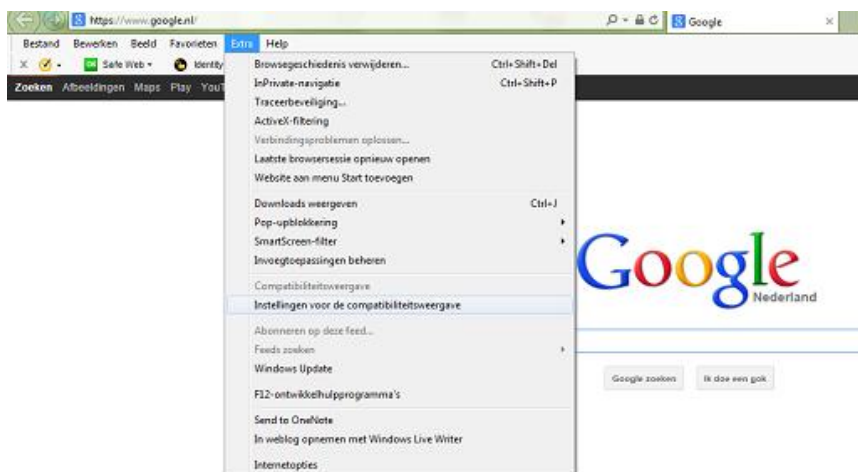 https://www.google.nl/
Google
Bestand Bewerken Beeld Favorieten Extra Help
Safe Web
Identity
Zoeken Afbeeldingen Maps Play
Browsegeschiedenis verwijderen... Ctrl+Shift+Del
InPrivate-navigatie Ctrl+Shift+P
Traceerbeveiliging...
ActiveX-filtering
Verbindingsproblemen oplossen...
Laatste browsersessie opnieuw openen
Website aan menu Start toevoegen
Downloads weergeven Ctrl+J
Pop-upblokkering
SmartScreen-filter
Invoegtoepassingen beheren
Compatibiliteitsweergave
Instellingen voor de compatibiliteitsweergave
Abonneren op deze feed...
Feeds zoeken
Windows Update
F12-ontwikkelhulpprogramma's
Send to OneNote
In weblog opnemen met Windows Live Writer
Internetopties
Google
Nederland
Google zoeken Ik doe een gok